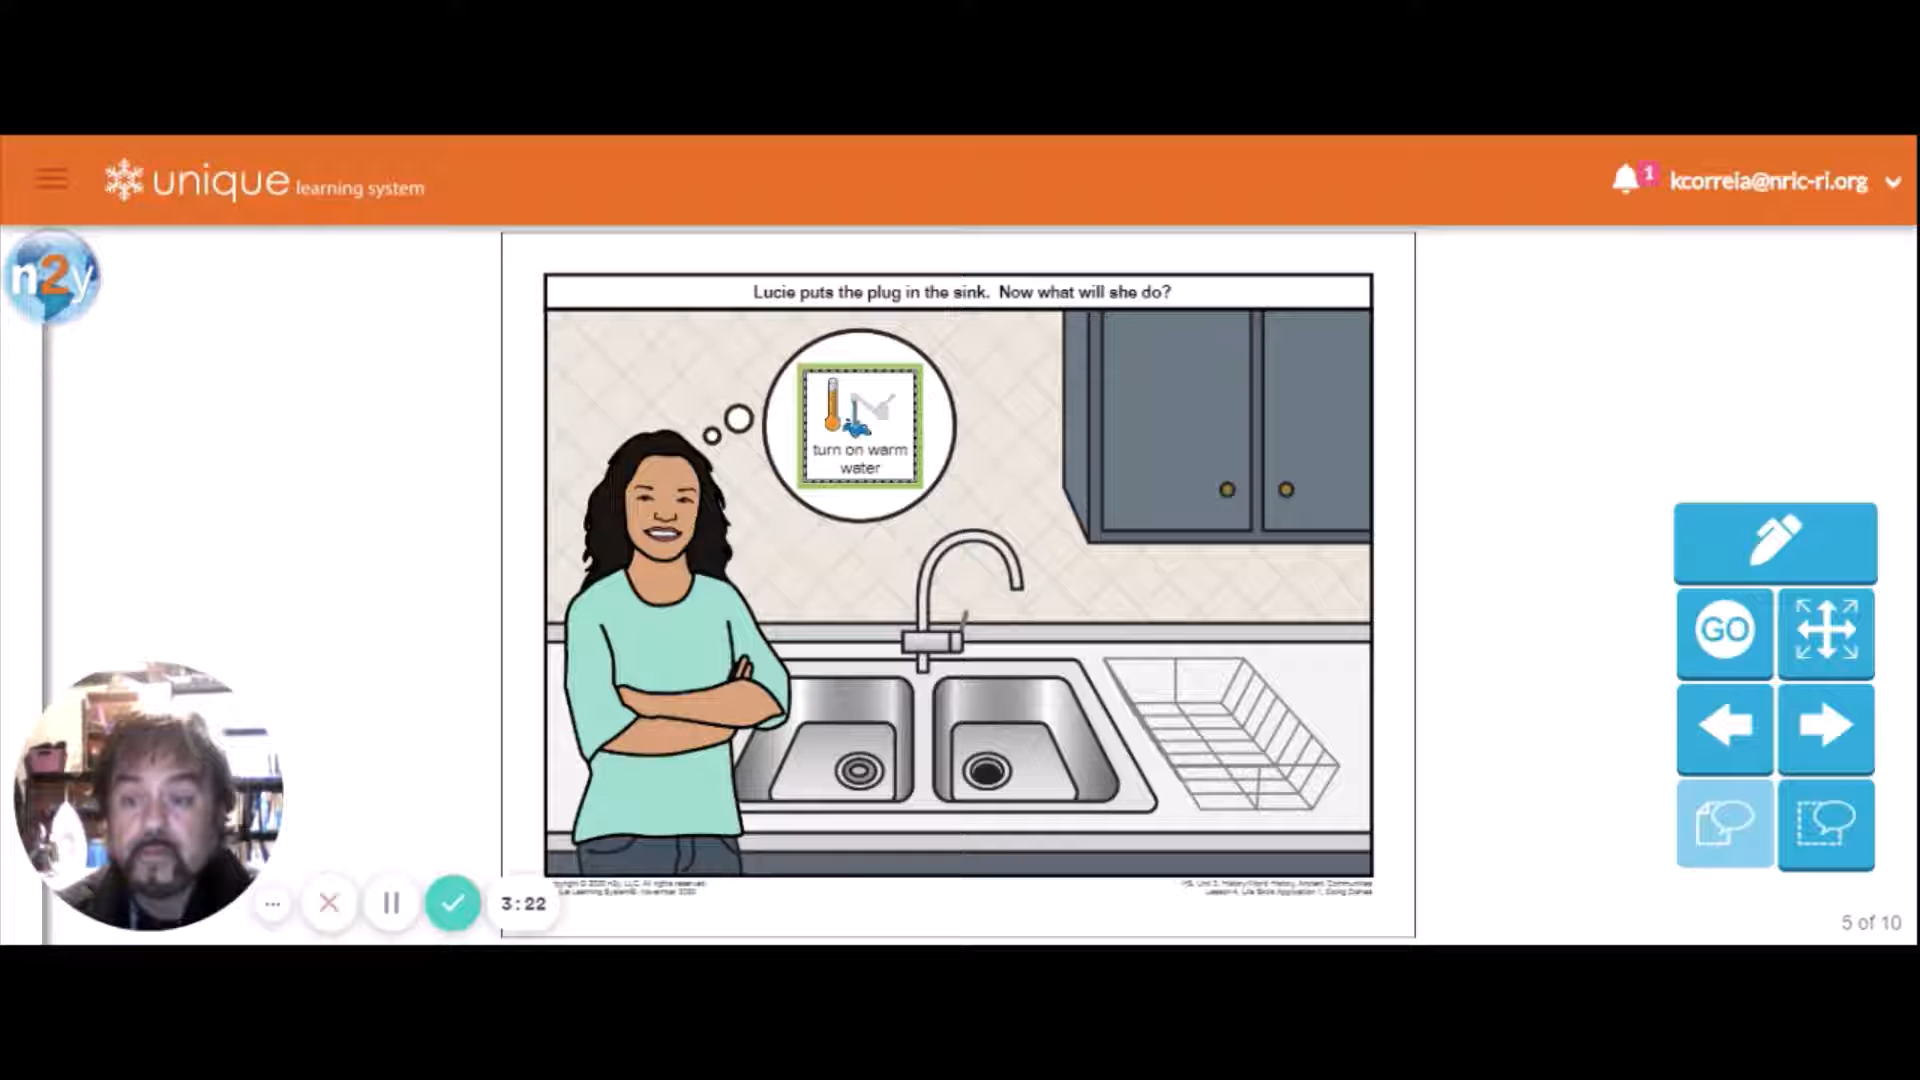 unique learning system
1
kcorreia@nric-ri.org
n2y
Lucie puts the plug in the sink. Now what will she do?
turn on warm
water
GO
3:22
5 of 10